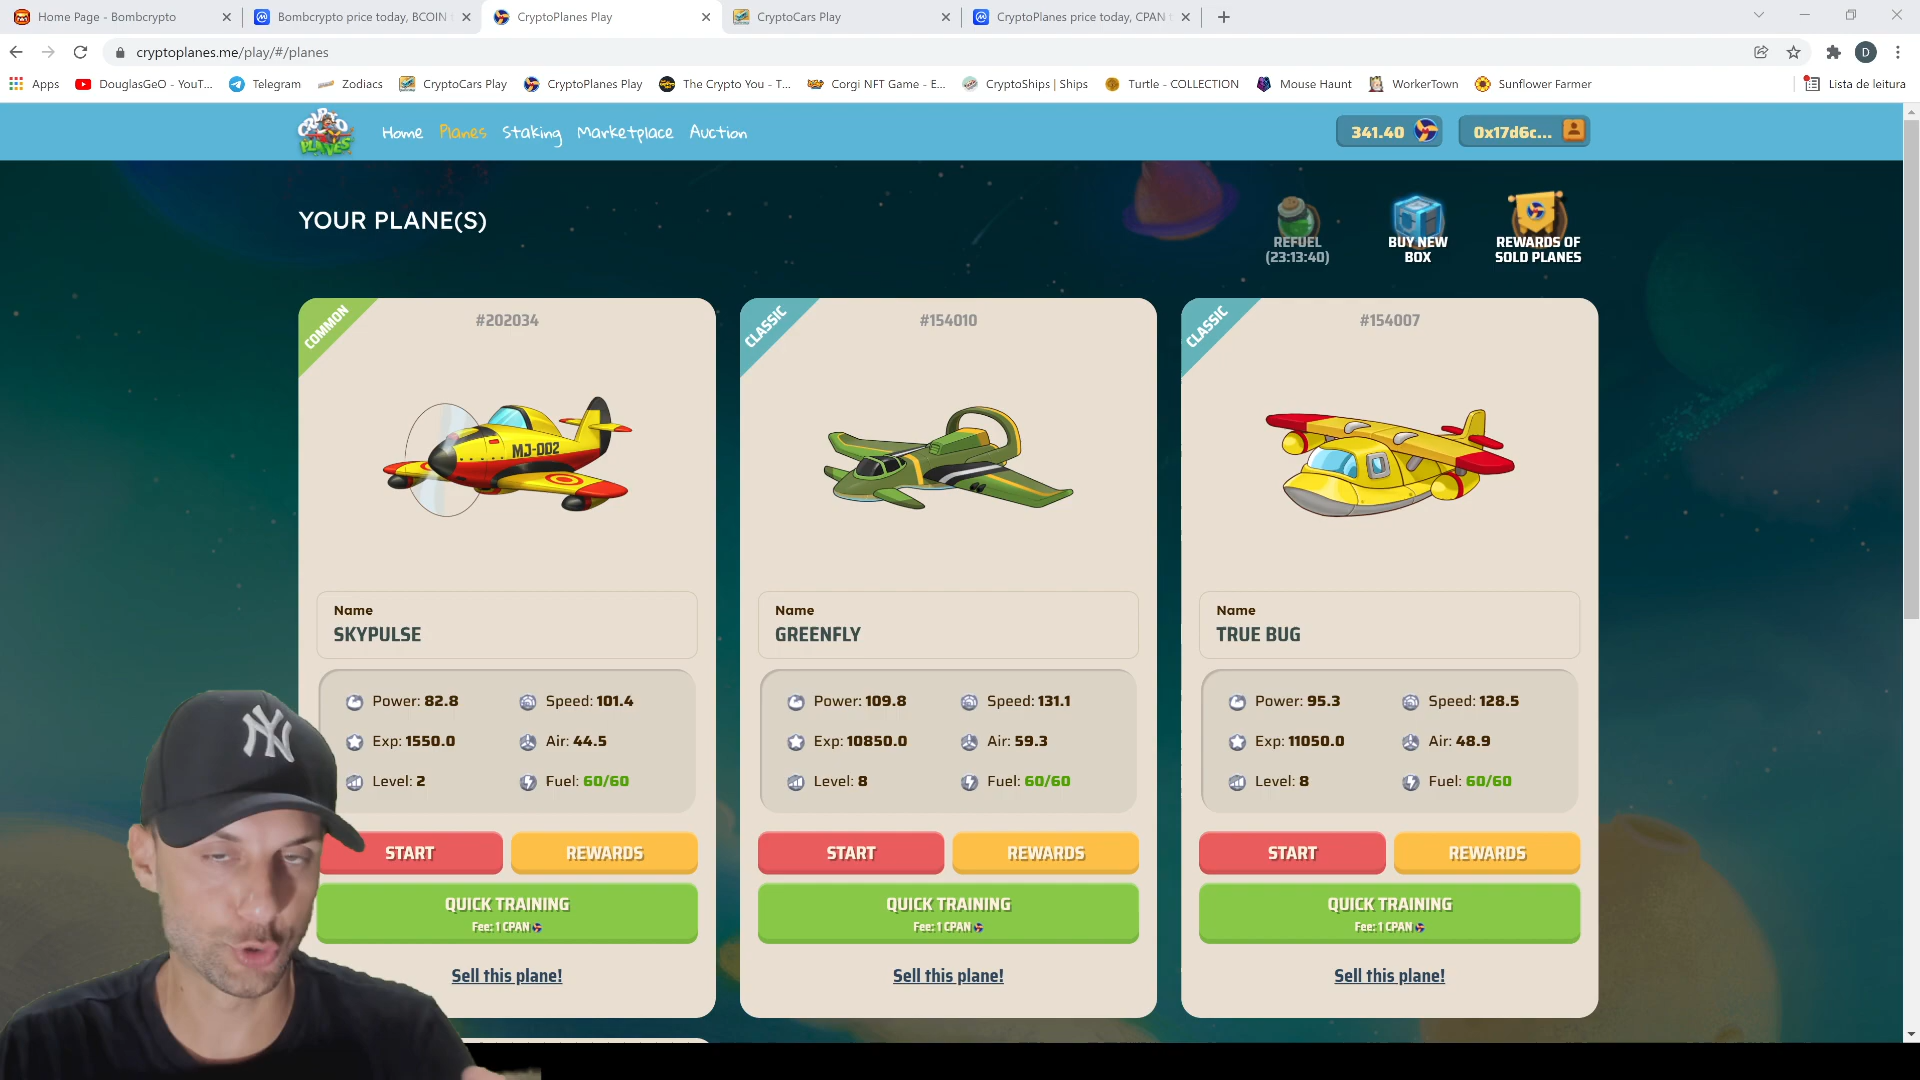 Home Page - Bombcrypto
Bombcrypto price today, BCOIN t
CryptoPlanes Play
CryptoCars Play
CryptoPlanes price today, CPAN t
cryptoplanes.me/play/#/planes
D
Apps
DouglasGeO - YouT...
Telegram
Zodiacs
CryptoCars Play
CryptoPlanes Play
The Crypto You - T...
Corgi NFT Game - E...
CryptoShips | Ships
Turtle - COLLECTION
Mouse Haunt
WorkerTown
Sunflower Farmer
Lista de leitura
CRYPTO
PLANES
Home
Planes
Staking
Marketplace
Auction
341.40
0x17d6c...
YOUR PLANE(S)
REFUEL
(23:13:40)
BUY NEW
BOX
REWARDS OF
SOLD PLANES
COMMON
#202034
MJ-002
Name
SKYPULSE
Power: 82.8
Speed: 101.4
Exp: 1550.0
Air: 44.5
Level: 2
Fuel: 60/60
START
REWARDS
QUICK TRAINING
Fee: 1 CPAN
Sell this plane!
CLASSIC
#154010
Name
GREENFLY
Power: 109.8
Speed: 131.1
Exp: 10850.0
Air: 59.3
Level: 8
Fuel: 60/60
START
REWARDS
QUICK TRAINING
Fee: 1 CPAN
Sell this plane!
CLASSIC
#154007
Name
TRUE BUG
Power: 95.3
Speed: 128.5
Exp: 11050.0
Air: 48.9
Level: 8
Fuel: 60/60
START
REWARDS
QUICK TRAINING
Fee: 1 CPAN
Sell this plane!
NY